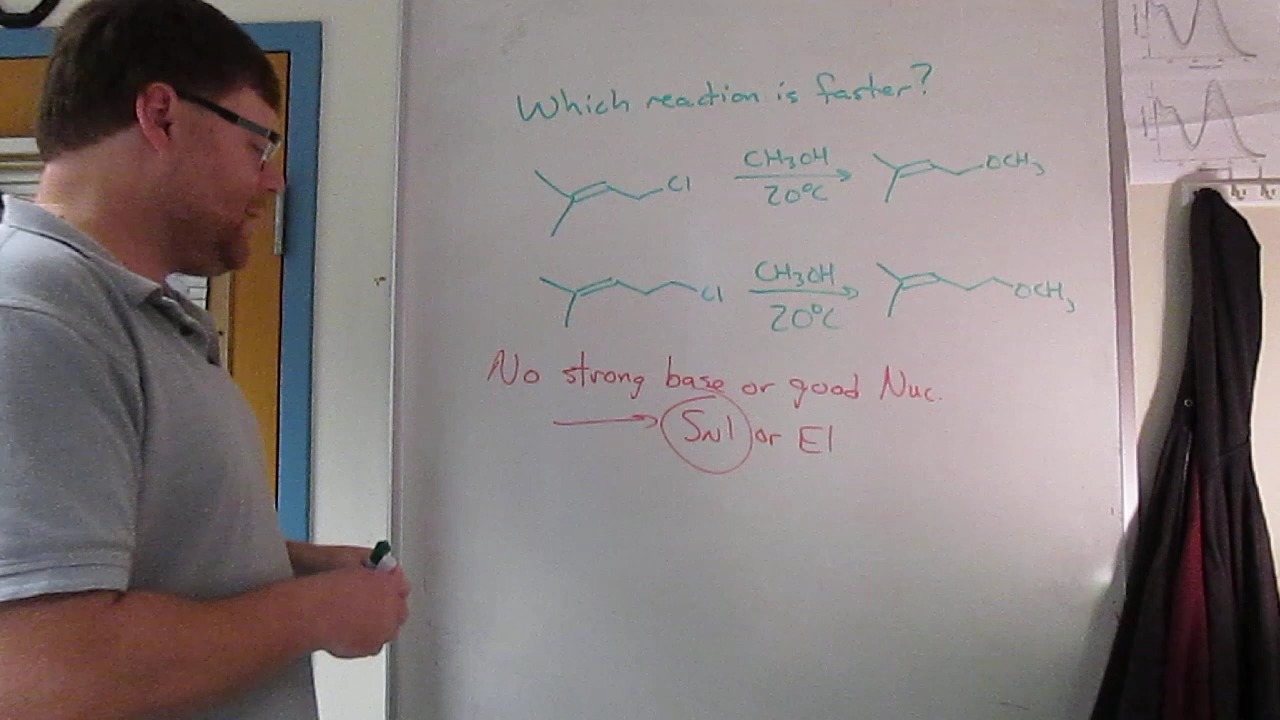 Which reaction is faster?
Cl CH3OH 20°C OCH3
Cl CH3OH 20°C OCH3
No strong base or good Nuc.
SN1 or E1